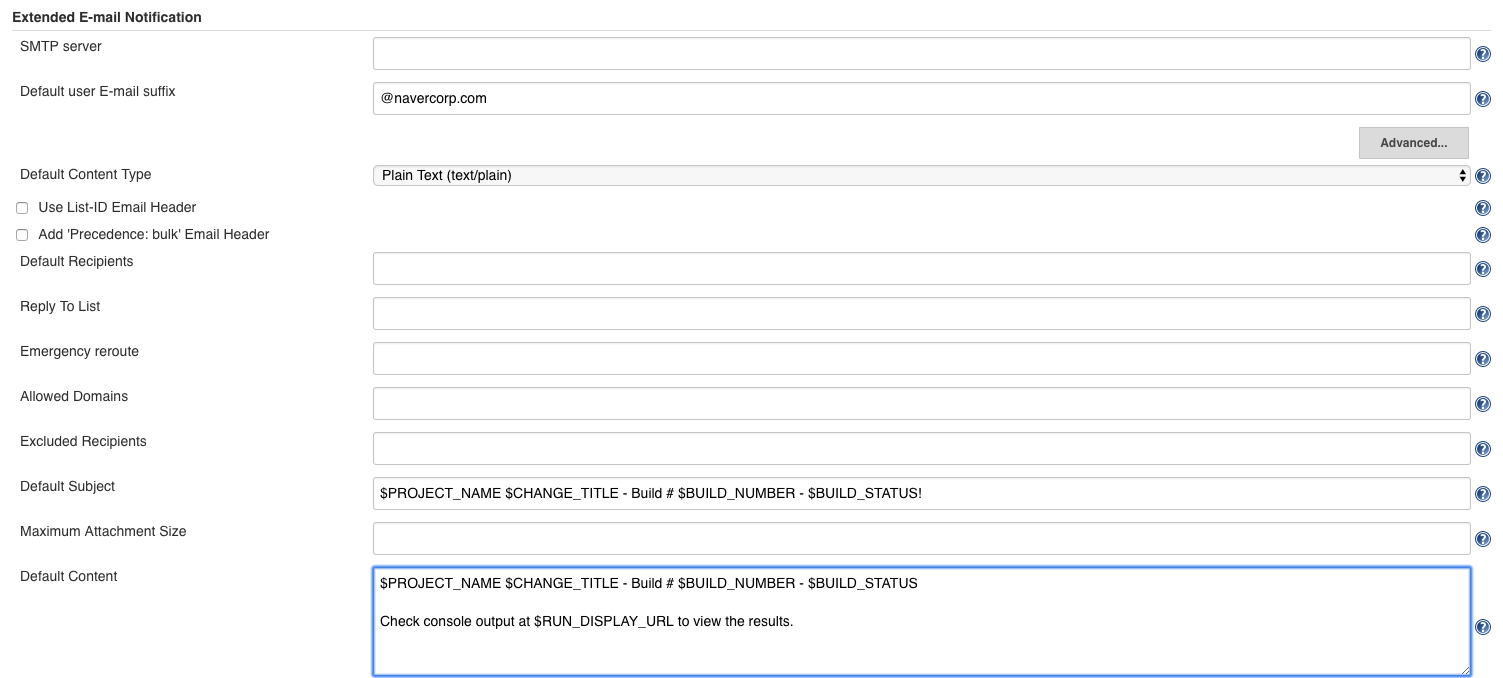 Extended E-mail Notification
SMTP server
Default user E-mail suffix
@navercorp.com
Advanced...
Default Content Type
Plain Text (text/plain)
Use List-ID Email Header
Add 'Precedence: bulk' Email Header
Default Recipients
Reply To List
Emergency reroute
Allowed Domains
Excluded Recipients
Default Subject
$PROJECT_NAME $CHANGE_TITLE - Build # $BUILD_NUMBER - $BUILD_STATUS!
Maximum Attachment Size
Default Content
$PROJECT_NAME $CHANGE_TITLE - Build # $BUILD_NUMBER - $BUILD_STATUS
Check console output at $RUN_DISPLAY_URL to view the results.